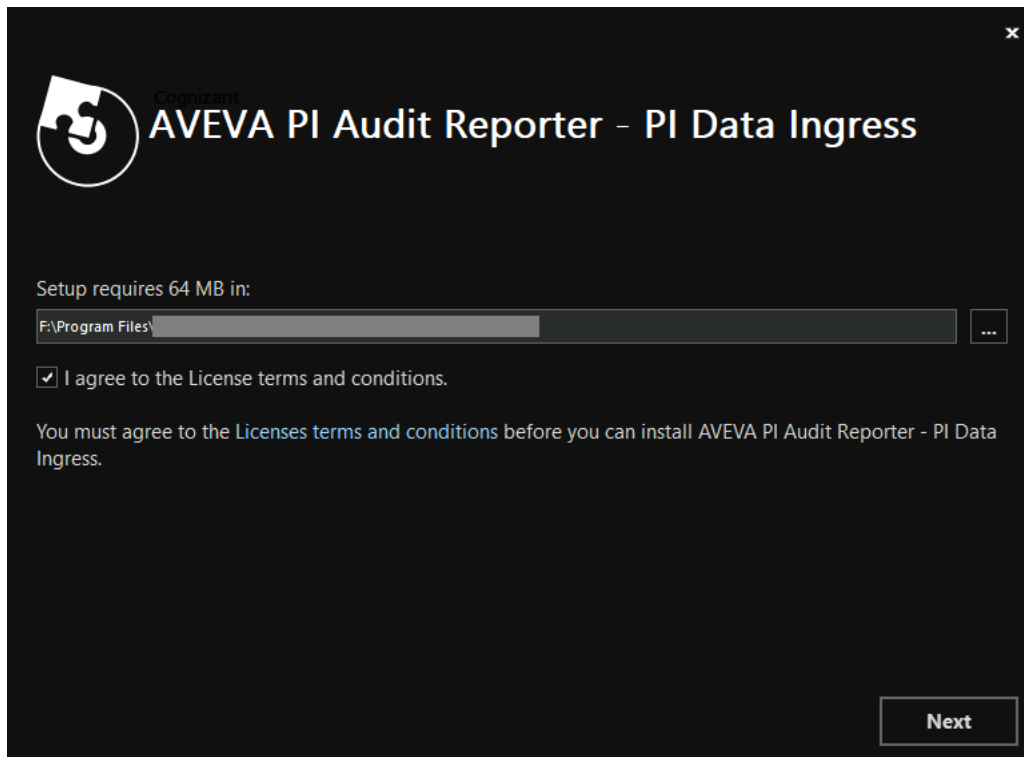 Cognizant
AVEVA PI Audit Reporter - PI Data Ingress
Setup requires 64 MB in:
F:\Program Files\
...
I agree to the License terms and conditions.
You must agree to the Licenses terms and conditions before you can install AVEVA PI Audit Reporter - PI Data
Ingress.
Next